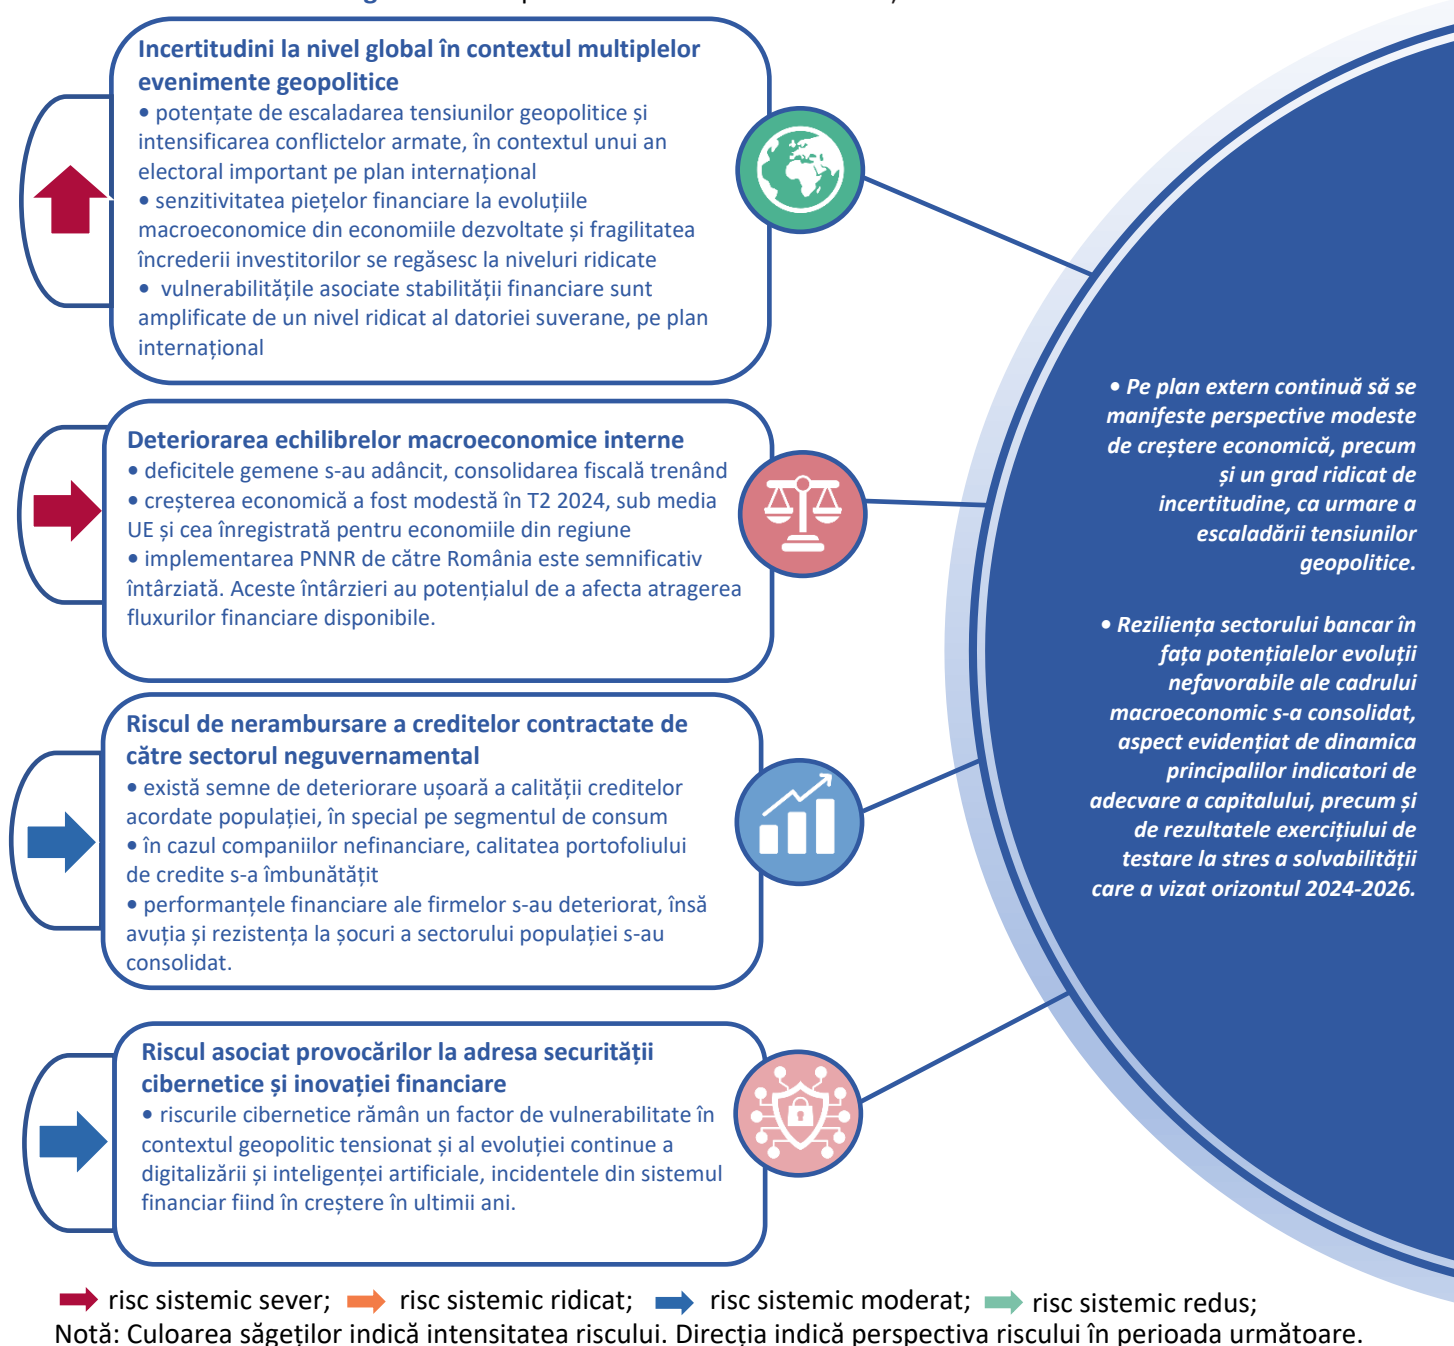 Incertitudini la nivel global în contextul multiplelor
evenimente geopolitice
• potențate de escaladarea tensiunilor geopolitice și
intensificarea conflictelor armate, în contextul unui an
electoral important pe plan internațional
• senzitivitatea piețelor financiare la evoluțiile
macroeconomice din economiile dezvoltate și fragilitatea
încrederii investitorilor se regăsesc la niveluri ridicate
• vulnerabilitățile asociate stabilității financiare sunt
amplificate de un nivel ridicat al datoriei suverane, pe plan
internațional
Deteriorarea echilibrelor macroeconomice interne
• deficitele gemene s-au adâncit, consolidarea fiscală trenând
• creșterea economică a fost modestă în T2 2024, sub media
UE și cea înregistrată pentru economiile din regiune
• implementarea PNNR de către România este semnificativ
întârziată. Aceste întârzieri au potențialul de a afecta atragerea
fluxurilor financiare disponibile.
Riscul de nerambursare a creditelor contractate de
către sectorul neguvernamental
• există semne de deteriorare ușoară a calității creditelor
acordate populației, în special pe segmentul de consum
• în cazul companiilor nefinanciare, calitatea portofoliului
de credite s-a îmbunătățit
• performanțele financiare ale firmelor s-au deteriorat, însă
avuția și rezistența la șocuri a sectorului populației s-au
consolidat.
Riscul asociat provocărilor la adresa securității
cibernetice și inovației financiare
• riscurile cibernetice rămân un factor de vulnerabilitate în
contextul geopolitic tensionat și al evoluției continue a
digitalizării și inteligenței artificiale, incidentele din sistemul
financiar fiind în creștere în ultimii ani.
• Pe plan extern continuă să se
manifeste perspective modeste
de creștere economică, precum
și un grad ridicat de
incertitudine, ca urmare a
escaladării tensiunilor
geopolitice.
• Reziliența sectorului bancar în
fața potențialelor evoluții
nefavorabile ale cadrului
macroeconomic s-a consolidat,
aspect evidențiat de dinamica
principalilor indicatori de
adecvare a capitalului, precum și
de rezultatele exercițiului de
testare la stres a solvabilității
care a vizat orizontul 2024-2026.
risc sistemic sever; risc sistemic ridicat; risc sistemic moderat; risc sistemic redus;
Notă: Culoarea săgeților indică intensitatea riscului. Direcția indică perspectiva riscului în perioada următoare.